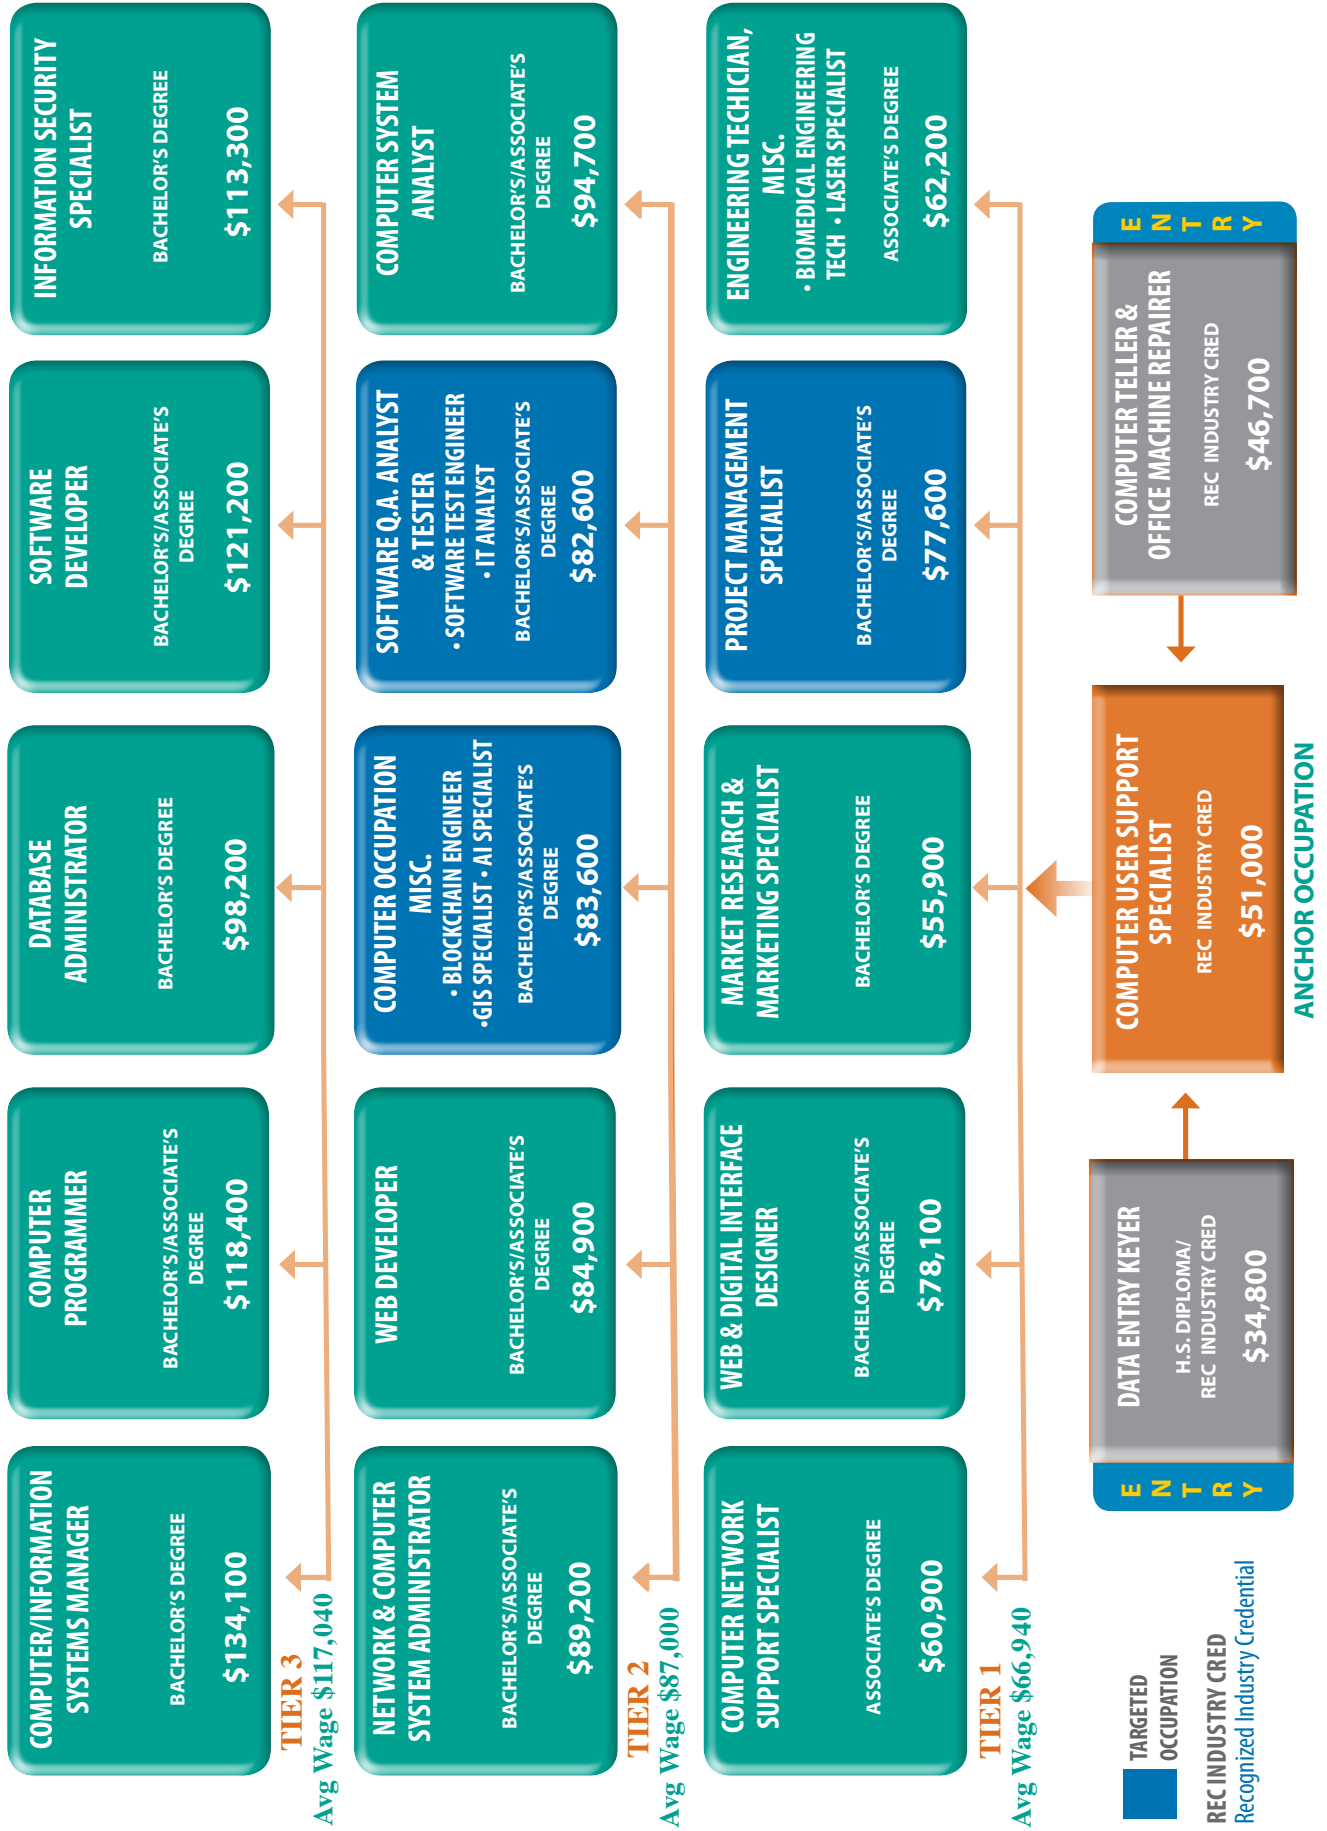 COMPUTER/INFORMATION
SYSTEMS MANAGER
BACHELOR'S DEGREE
$134,100
COMPUTER
PROGRAMMER
BACHELOR'S/ASSOCIATE'S
DEGREE
$118,400
DATABASE
ADMINISTRATOR
BACHELOR'S DEGREE
$98,200
SOFTWARE
DEVELOPER
BACHELOR'S/ASSOCIATE'S
DEGREE
$121,200
INFORMATION SECURITY
SPECIALIST
BACHELOR'S DEGREE
$113,300
TIER 3
Avg Wage $117,040
NETWORK & COMPUTER
SYSTEM ADMINISTRATOR
BACHELOR'S/ASSOCIATE'S
DEGREE
$89,200
WEB DEVELOPER
BACHELOR'S/ASSOCIATE'S
DEGREE
$84,900
COMPUTER OCCUPATION
MISC.
• BLOCKCHAIN ENGINEER
•GIS SPECIALIST • AI SPECIALIST
BACHELOR'S/ASSOCIATE'S
DEGREE
$83,600
SOFTWARE Q.A. ANALYST
& TESTER
• SOFTWARE TEST ENGINEER
• IT ANALYST
BACHELOR'S/ASSOCIATE'S
DEGREE
$82,600
COMPUTER SYSTEM
ANALYST
BACHELOR'S/ASSOCIATE'S
DEGREE
$94,700
TIER 2
Avg Wage $87,000
COMPUTER NETWORK
SUPPORT SPECIALIST
ASSOCIATE'S DEGREE
$60,900
WEB & DIGITAL INTERFACE
DESIGNER
BACHELOR'S/ASSOCIATE'S
DEGREE
$78,100
MARKET RESEARCH &
MARKETING SPECIALIST
BACHELOR'S DEGREE
$55,900
PROJECT MANAGEMENT
SPECIALIST
BACHELOR'S/ASSOCIATE'S
DEGREE
$77,600
ENGINEERING TECHICIAN,
MISC.
• BIOMEDICAL ENGINEERING
TECH • LASER SPECIALIST
ASSOCIATE'S DEGREE
$62,200
TIER 1
Avg Wage $66,940
ENTRY
DATA ENTRY KEYER
H.S. DIPLOMA/
REC INDUSTRY CRED
$34,800
COMPUTER USER SUPPORT
SPECIALIST
REC INDUSTRY CRED
$51,000
ANCHOR OCCUPATION
COMPUTER TELLER &
OFFICE MACHINE REPAIRER
REC INDUSTRY CRED
$46,700
ENTRY
TARGETED
OCCUPATION
REC INDUSTRY CRED
Recognized Industry Credential